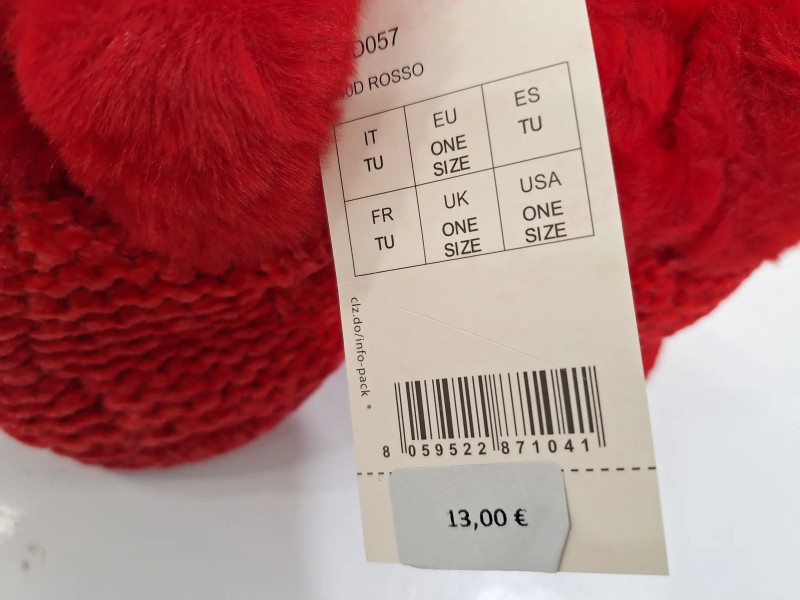 D057
0D ROSSO
IT
TU
EU
ONE
SIZE
ES
TU
FR
TU
UK
ONE
SIZE
USA
ONE
SIZE
clz.do/info-pack *
8 059522 871041
13,00 €